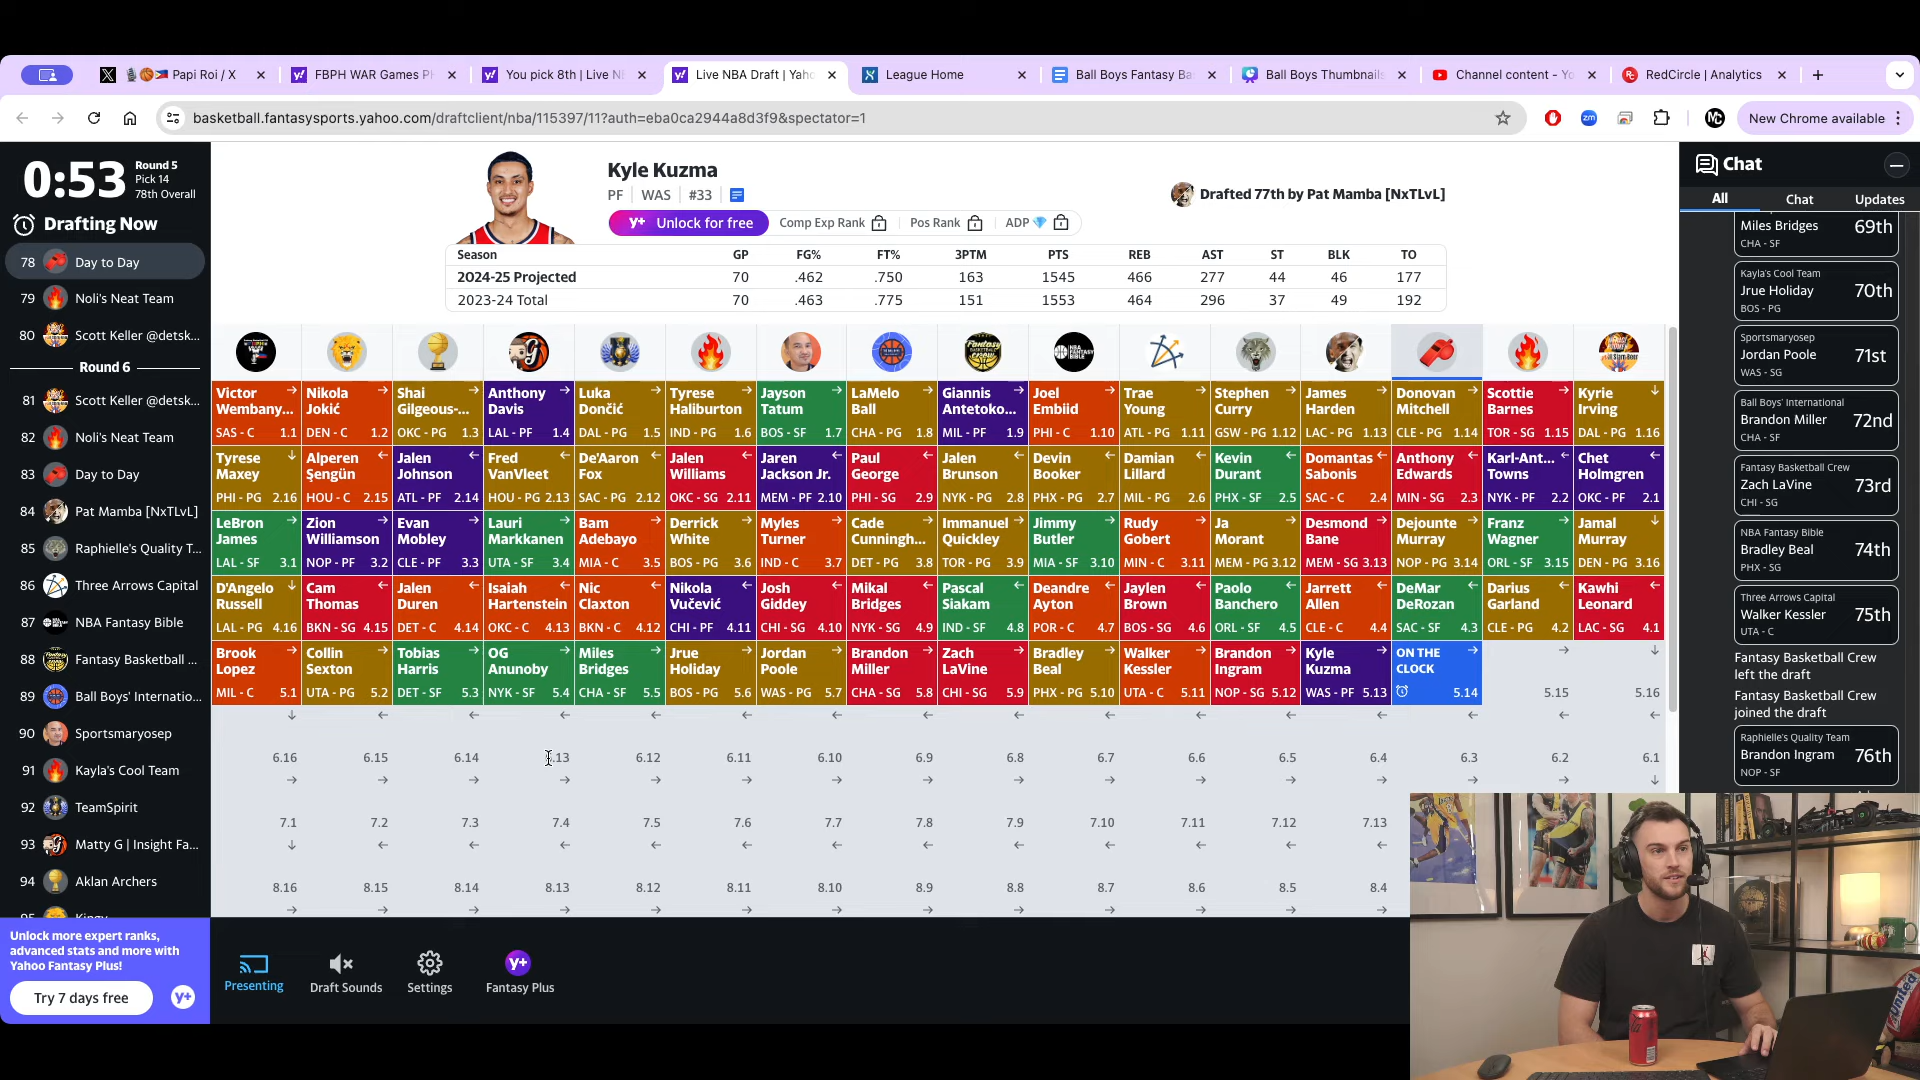 Papi Roi / X
FBPH WAR Games P
You pick 8th | Live N
Live NBA Draft | Yaho
League Home
Ball Boys Fantasy Ba
Ball Boys Thumbnails
Channel content - Yo
RedCircle | Analytics
basketball.fantasysports.yahoo.com/draftclient/nba/115397/11?auth=eba0ca2944a8d3f9&spectator=1
New Chrome available
0:53
Round 5
Pick 14
78th Overall
Drafting Now
78 Day to Day
79 Noli's Neat Team
80 Scott Keller @detsk...
Round 6
81 Scott Keller @detsk...
82 Noli's Neat Team
83 Day to Day
84 Pat Mamba [NxTLvL]
85 Raphielle's Quality T...
86 Three Arrows Capital
87 NBA Fantasy Bible
88 Fantasy Basketball ...
89 Ball Boys' Internatio...
90 Sportsmaryosep
91 Kayla's Cool Team
92 TeamSpirit
93 Matty G | Insight Fa...
94 Aklan Archers
Unlock more expert ranks,
advanced stats and more with
Yahoo Fantasy Plus!
Try 7 days free
y+
Kyle Kuzma
PF | WAS | #33
y+ Unlock for free
Comp Exp Rank
Pos Rank
ADP
Drafted 77th by Pat Mamba [NxTLvL]
Season GP FG% FT% 3PTM PTS REB AST ST BLK TO
2024-25 Projected 70 .462 .750 163 1545 466 277 44 46 177
2023-24 Total 70 .463 .775 151 1553 464 296 37 49 192
Victor Nikola Shai Anthony Luka Tyrese Jayson LaMelo Giannis Joel Trae Stephen James Donovan Scottie Kyrie
Wembany... Jokić Gilgeous-... Davis Dončić Haliburton Tatum Ball Antetoko... Embiid Young Curry Harden Mitchell Barnes Irving
SAS - C 1.1 DEN - C 1.2 OKC - PG 1.3 LAL - PF 1.4 DAL - PG 1.5 IND - PG 1.6 BOS - SF 1.7 CHA - PG 1.8 MIL - PF 1.9 PHI - C 1.10 ATL - PG 1.11 GSW - PG 1.12 LAC - PG 1.13 CLE - PG 1.14 TOR - SG 1.15 DAL - PG 1.16
Tyrese Alperen Jalen Fred De'Aaron Jalen Jaren Paul Jalen Devin Damian Kevin Domantas Anthony Karl-Ant... Chet
Maxey Şengün Johnson VanVleet Fox Williams Jackson Jr. George Brunson Booker Lillard Durant Sabonis Edwards Towns Holmgren
PHI - PG 2.16 HOU - C 2.15 ATL - PF 2.14 HOU - PG 2.13 SAC - PG 2.12 OKC - SG 2.11 MEM - PF 2.10 PHI - SG 2.9 NYK - PG 2.8 PHX - PG 2.7 MIL - PG 2.6 PHX - SF 2.5 SAC - C 2.4 MIN - SG 2.3 NYK - PF 2.2 OKC - PF 2.1
LeBron Zion Evan Lauri Bam Derrick Myles Cade Immanuel Jimmy Rudy Ja Desmond Dejounte Franz Jamal
James Williamson Mobley Markkanen Adebayo White Turner Cunningh... Quickley Butler Gobert Morant Bane Murray Wagner Murray
LAL - SF 3.1 NOP - PF 3.2 CLE - PF 3.3 UTA - SF 3.4 MIA - C 3.5 BOS - PG 3.6 IND - C 3.7 DET - PG 3.8 TOR - PG 3.9 MIA - SF 3.10 MIN - C 3.11 MEM - PG 3.12 MEM - SG 3.13 NOP - PG 3.14 ORL - SF 3.15 DEN - PG 3.16
D'Angelo Cam Jalen Isaiah Nic Nikola Josh Mikal Pascal Deandre Jaylen Paolo Jarrett DeMar Darius Kawhi
Russell Thomas Duren Hartenstein Claxton Vučević Giddey Bridges Siakam Ayton Brown Banchero Allen DeRozan Garland Leonard
LAL - PG 4.16 BKN - SG 4.15 DET - C 4.14 OKC - C 4.13 BKN - C 4.12 CHI - PF 4.11 CHI - SG 4.10 NYK - SG 4.9 IND - SF 4.8 POR - C 4.7 BOS - SG 4.6 ORL - SF 4.5 CLE - C 4.4 SAC - SF 4.3 CLE - PG 4.2 LAC - SG 4.1
Brook Collin Tobias OG Miles Jrue Jordan Brandon Zach Bradley Walker Brandon Kyle ON THE
Lopez Sexton Harris Anunoby Bridges Holiday Poole Miller LaVine Beal Kessler Ingram Kuzma CLOCK
MIL - C 5.1 UTA - PG 5.2 DET - SF 5.3 NYK - SF 5.4 CHA - SF 5.5 BOS - PG 5.6 WAS - PG 5.7 CHA - SG 5.8 CHI - SG 5.9 PHX - PG 5.10 UTA - C 5.11 NOP - SG 5.12 WAS - PF 5.13 5.14 5.15 5.16
6.16 6.15 6.14 .13 6.12 6.11 6.10 6.9 6.8 6.7 6.6 6.5 6.4 6.3 6.2 6.1
7.1 7.2 7.3 7.4 7.5 7.6 7.7 7.8 7.9 7.10 7.11 7.12 7.13
8.16 8.15 8.14 8.13 8.12 8.11 8.10 8.9 8.8 8.7 8.6 8.5 8.4
Presenting
Draft Sounds
Settings
y+
Fantasy Plus
Chat
All Chat Updates
Miles Bridges 69th
CHA - SF
Kayla's Cool Team
Jrue Holiday 70th
BOS - PG
Sportsmaryosep
Jordan Poole 71st
WAS - SG
Ball Boys' International
Brandon Miller 72nd
CHA - SF
Fantasy Basketball Crew
Zach LaVine 73rd
CHI - SG
NBA Fantasy Bible
Bradley Beal 74th
PHX - SG
Three Arrows Capital
Walker Kessler 75th
UTA - C
Fantasy Basketball Crew
left the draft
Fantasy Basketball Crew
joined the draft
Raphielle's Quality Team
Brandon Ingram 76th
NOP - SF